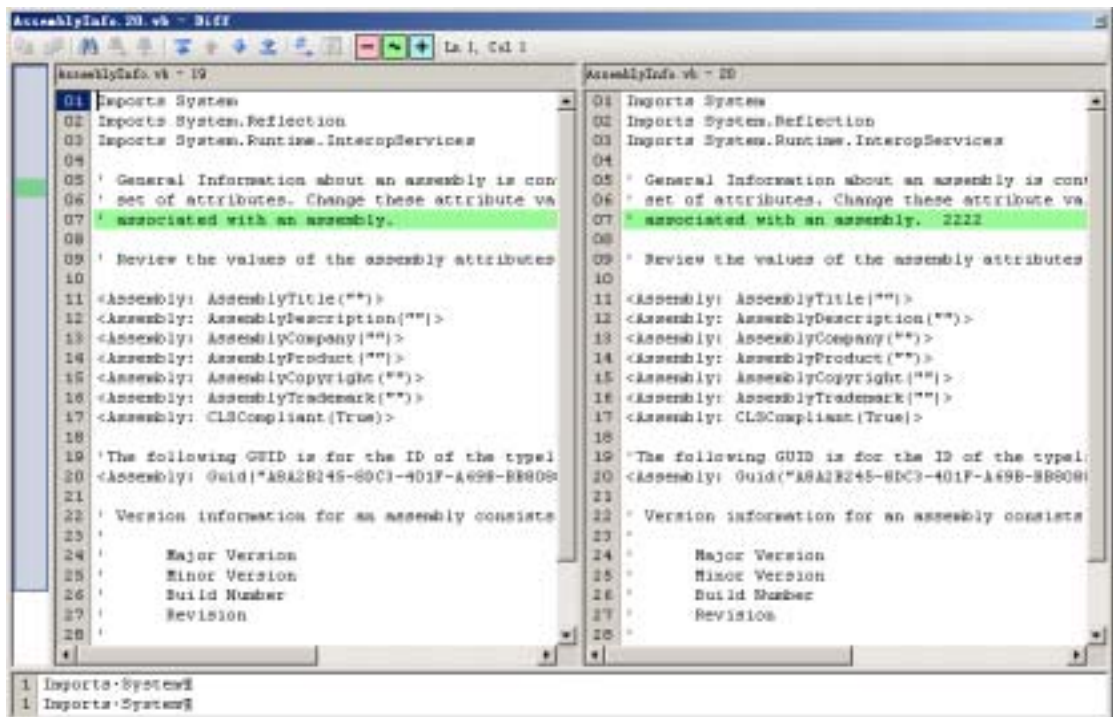 AssemblyInfo.20.vb - Diff
Ln 1, Col 1
AssemblyInfo.vb - 19
01 Imports System
02 Imports System.Reflection
03 Imports System.Runtime.InteropServices
04
05 ' General Information about an assembly is con
06 ' set of attributes. Change these attribute va
07 ' associated with an assembly.
08
09 ' Review the values of the assembly attributes
10
11 <Assembly: AssemblyTitle("")>
12 <Assembly: AssemblyDescription("")>
13 <Assembly: AssemblyCompany("")>
14 <Assembly: AssemblyProduct("")>
15 <Assembly: AssemblyCopyright("")>
16 <Assembly: AssemblyTrademark("")>
17 <Assembly: CLSCompliant(True)>
18
19 'The following GUID is for the ID of the typel
20 <Assembly: Guid("A8A2B245-8DC3-401F-A69B-BB808
21
22 ' Version information for an assembly consists
23 '
24 ' Major Version
25 ' Minor Version
26 ' Build Number
27 ' Revision
28 '
AssemblyInfo.vb - 20
01 Imports System
02 Imports System.Reflection
03 Imports System.Runtime.InteropServices
04
05 ' General Information about an assembly is con
06 ' set of attributes. Change these attribute va
07 ' associated with an assembly. 2222
08
09 ' Review the values of the assembly attributes
10
11 <Assembly: AssemblyTitle("")>
12 <Assembly: AssemblyDescription("")>
13 <Assembly: AssemblyCompany("")>
14 <Assembly: AssemblyProduct("")>
15 <Assembly: AssemblyCopyright("")>
16 <Assembly: AssemblyTrademark("")>
17 <Assembly: CLSCompliant(True)>
18
19 'The following GUID is for the ID of the typel
20 <Assembly: Guid("A8A2B245-8DC3-401F-A69B-BB808
21
22 ' Version information for an assembly consists
23 '
24 ' Major Version
25 ' Minor Version
26 ' Build Number
27 ' Revision
28 '
1 Imports·System¶
1 Imports·System¶